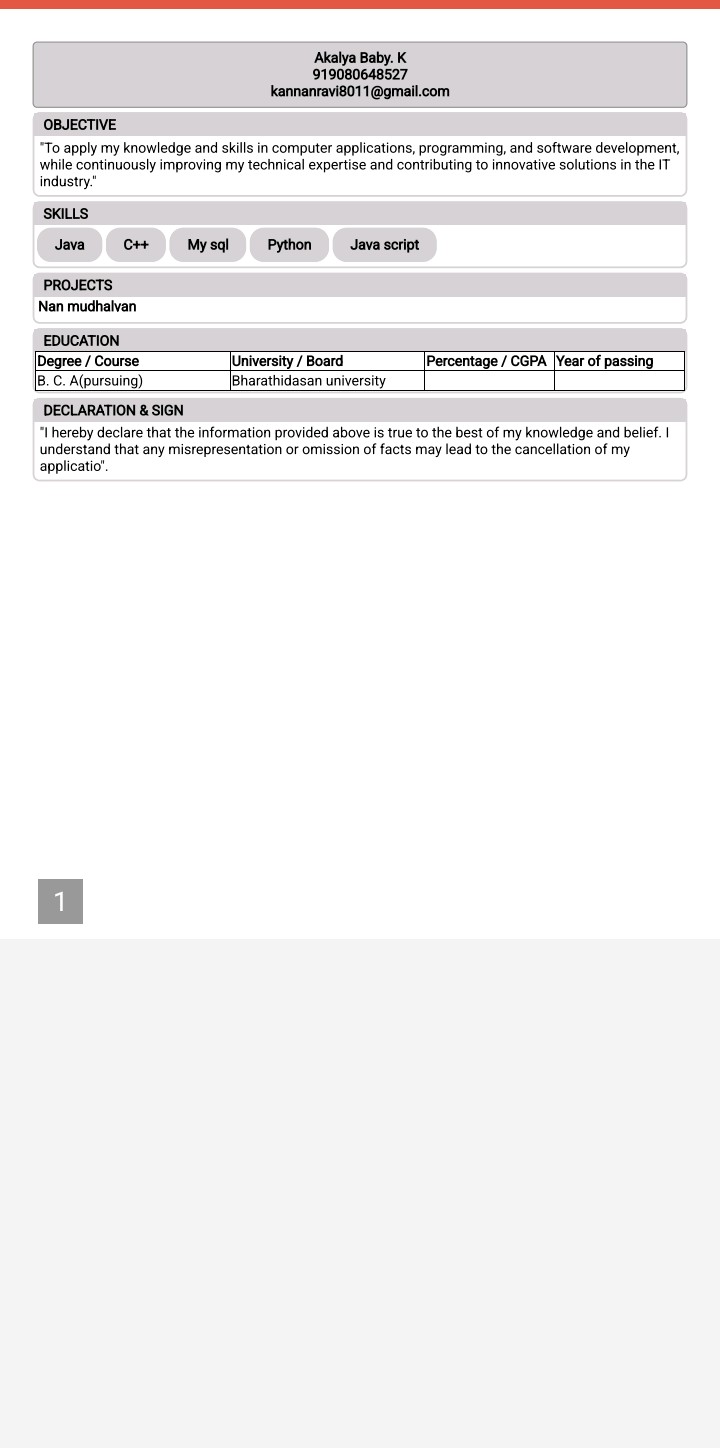 Akalya Baby. K
919080648527
kannanravi8011@gmail.com
OBJECTIVE
"To apply my knowledge and skills in computer applications, programming, and software development,
while continuously improving my technical expertise and contributing to innovative solutions in the IT
industry."
SKILLS
Java C++ My sql Python Java script
PROJECTS
Nan mudhalvan
EDUCATION
Degree / Course University / Board Percentage / CGPA Year of passing
B. C. A(pursuing) Bharathidasan university
DECLARATION & SIGN
"I hereby declare that the information provided above is true to the best of my knowledge and belief. I
understand that any misrepresentation or omission of facts may lead to the cancellation of my
applicatio".
1